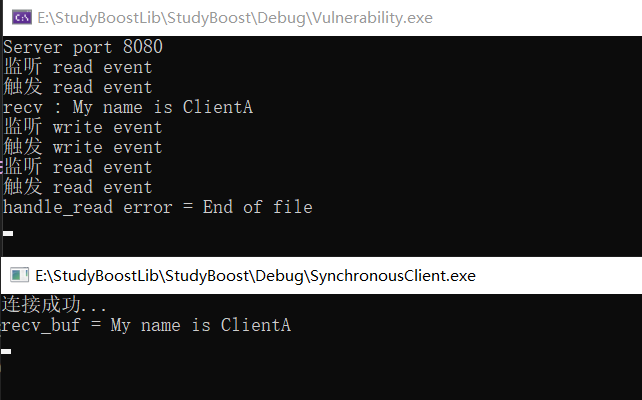 E:\StudyBoostLib\StudyBoost\Debug\Vulnerability.exe
Server port 8080
监听 read event
触发 read event
recv : My name is ClientA
监听 write event
触发 write event
监听 read event
触发 read event
handle_read error = End of file
E:\StudyBoostLib\StudyBoost\Debug\SynchronousClient.exe
连接成功...
recv_buf = My name is ClientA